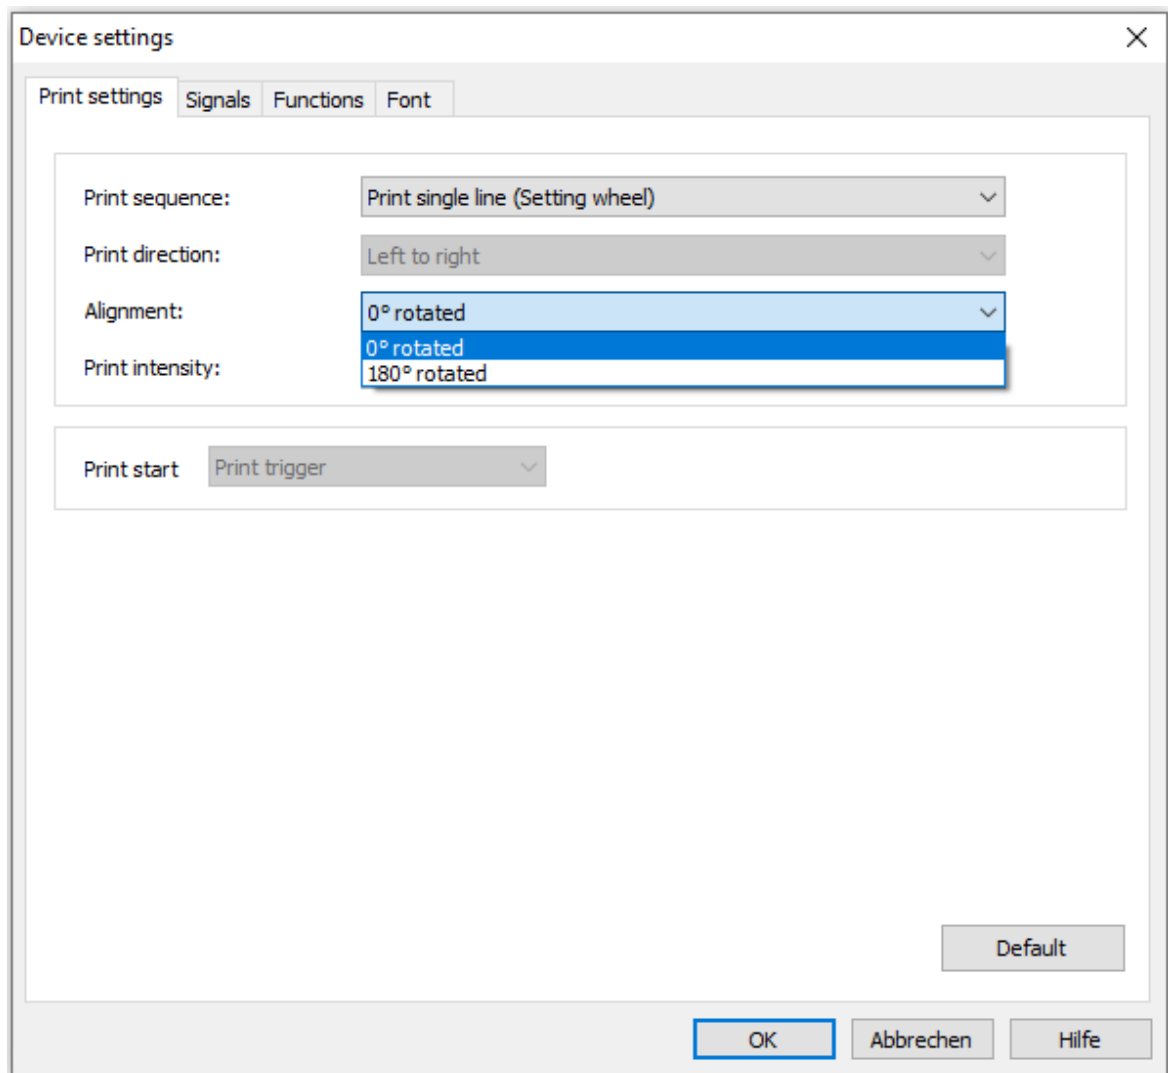 Device settings
Print settings Signals Functions Font
Print sequence: Print single line (Setting wheel)
Print direction: Left to right
Alignment: 0° rotated
0° rotated
Print intensity:
180° rotated
Print start Print trigger
Default
OK Abbrechen Hilfe